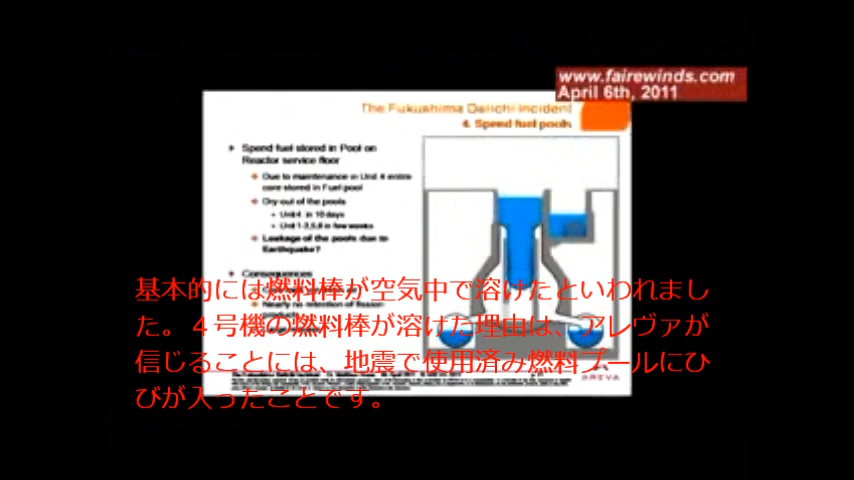 www.fairewinds.com
April 6th, 2011
The Fukushima Daiichi Incident
4. Spend fuel pools
Spend fuel stored in Pool on
Reactor service floor
Due to maintenance in Unit 4 entire
core stored in Fuel pool
Dry-out of the pools
Unit 4 in 10 days
Unit 1-3,5,6 in few weeks
Leakage of the pools due to
Earthquake?
Consequences
Nearly no retention of fission
products
基本的には燃料棒が空気中で溶けたといわれまし
た。４号機の燃料棒が溶けた理由は、アレヴァが
信じることには、地震で使用済み燃料プールにひ
びが入ったことです。
AREVA